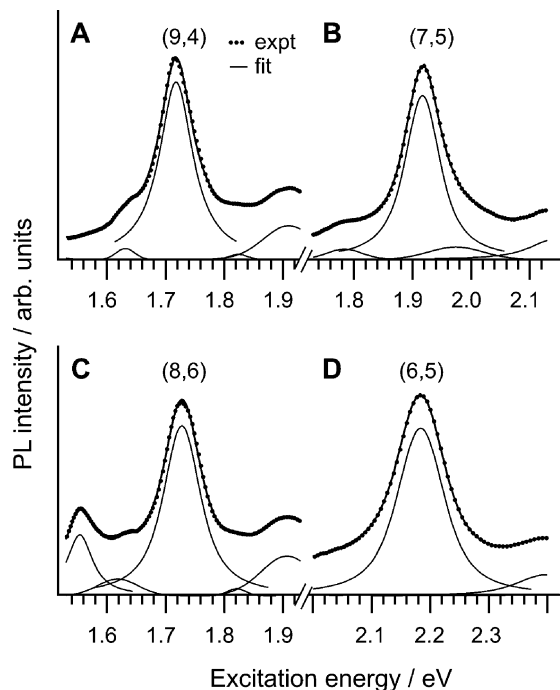 A
(9,4)
expt
fit
B
(7,5)
1.6 1.7 1.8 1.9 1.8 1.9 2.0 2.1
C
(8,6)
D
(6,5)
1.6 1.7 1.8 1.9 2.1 2.2 2.3
PL intensity / arb. units
Excitation energy / eV